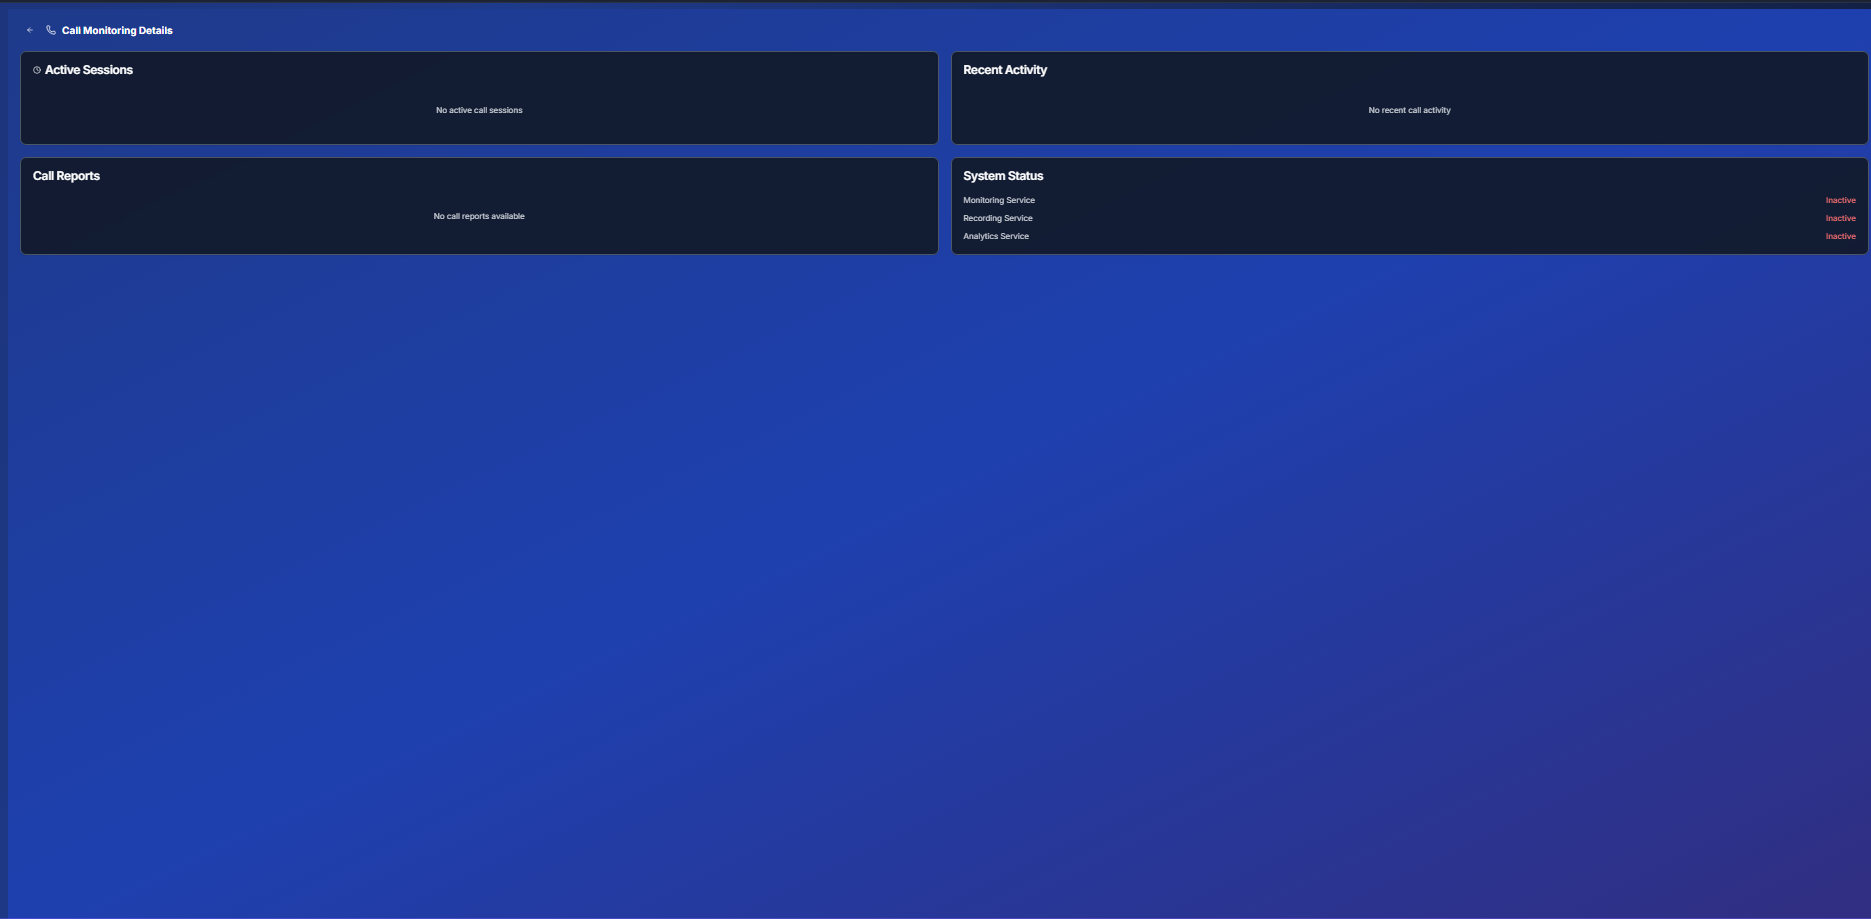 Call Monitoring Details
Active Sessions
No active call sessions
Recent Activity
No recent call activity
Call Reports
No call reports available
System Status
Monitoring Service Inactive
Recording Service Inactive
Analytics Service Inactive